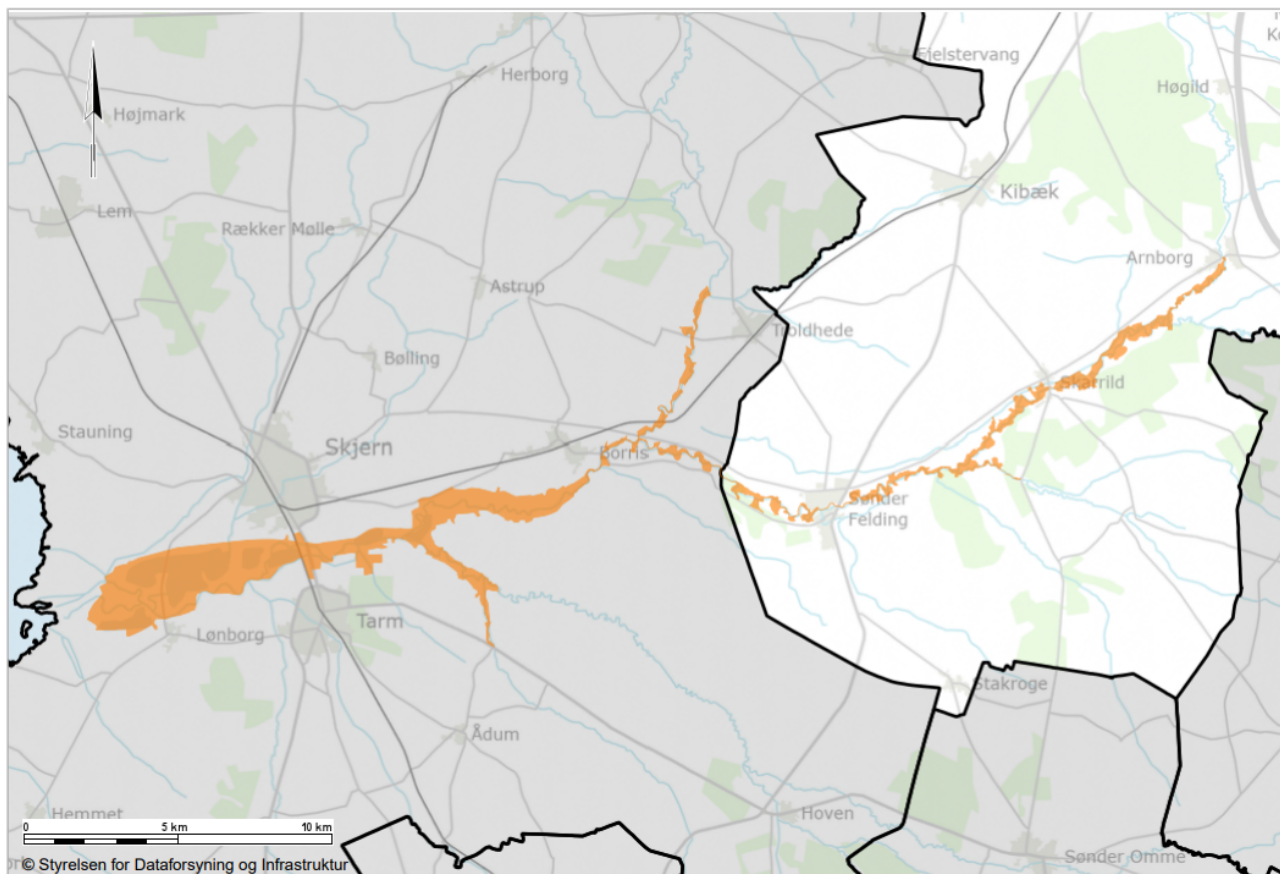 Fjelstervang
Herborg
Højmark
Høgild
Kibæk
Lem
Rækker Mølle
Arnborg
Astrup
Troldhede
Bølling
Skarrild
Stauning
Skjern
Borris
Sønder
Felding
Tarm
Lønborg
Stakroge
Ådum
Hemmet
Hoven
0 5 km 10 km
Sønder Omme
© Styrelsen for Dataforsyning og Infrastruktur